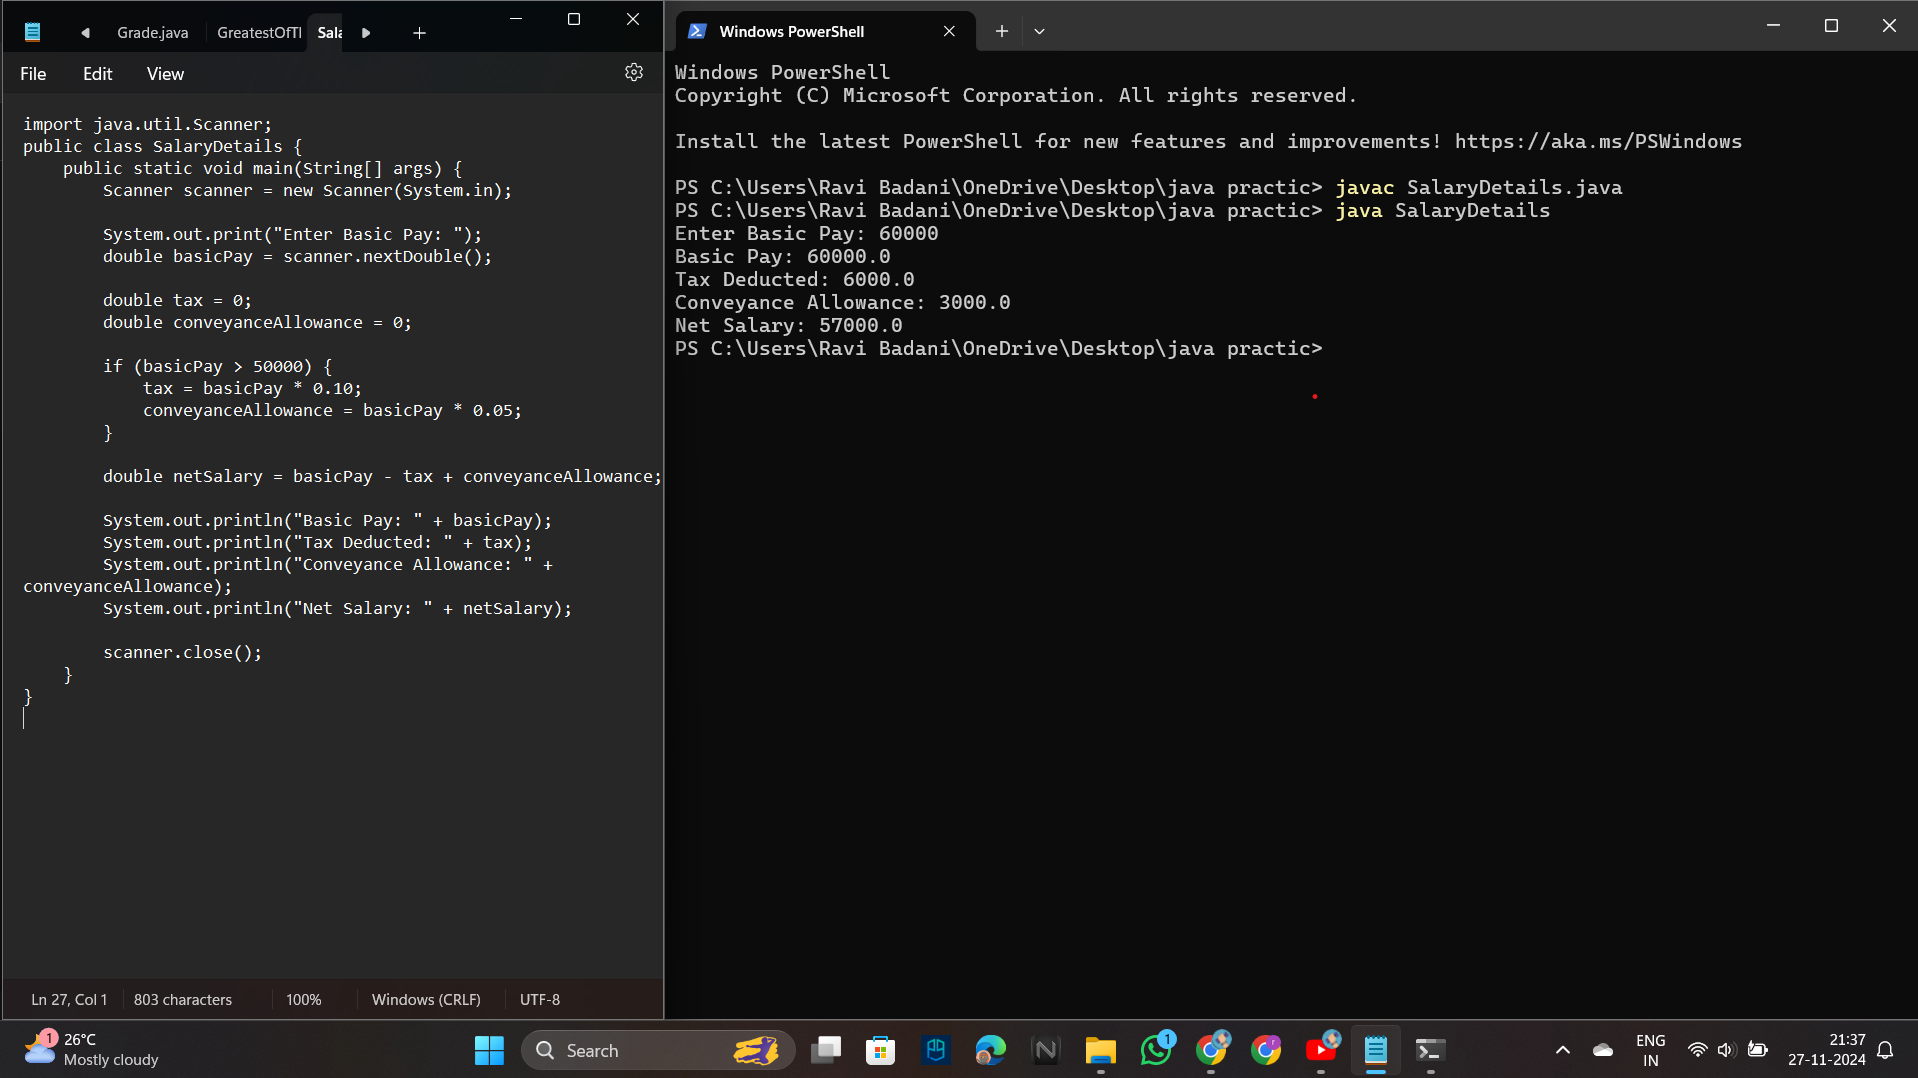 Grade.java
GreatestOfTl
Sala
File Edit View
import java.util.Scanner;
public class SalaryDetails {
    public static void main(String[] args) {
        Scanner scanner = new Scanner(System.in);
        System.out.print("Enter Basic Pay: ");
        double basicPay = scanner.nextDouble();
        double tax = 0;
        double conveyanceAllowance = 0;
        if (basicPay > 50000) {
            tax = basicPay * 0.10;
            conveyanceAllowance = basicPay * 0.05;
        }
        double netSalary = basicPay - tax + conveyanceAllowance;
        System.out.println("Basic Pay: " + basicPay);
        System.out.println("Tax Deducted: " + tax);
        System.out.println("Conveyance Allowance: " +
conveyanceAllowance);
        System.out.println("Net Salary: " + netSalary);
        scanner.close();
    }
}
Ln 27, Col 1 803 characters 100% Windows (CRLF) UTF-8
Windows PowerShell
Windows PowerShell
Copyright (C) Microsoft Corporation. All rights reserved.
Install the latest PowerShell for new features and improvements! https://aka.ms/PSWindows
PS C:\Users\Ravi Badani\OneDrive\Desktop\java practic> javac SalaryDetails.java
PS C:\Users\Ravi Badani\OneDrive\Desktop\java practic> java SalaryDetails
Enter Basic Pay: 60000
Basic Pay: 60000.0
Tax Deducted: 6000.0
Conveyance Allowance: 3000.0
Net Salary: 57000.0
PS C:\Users\Ravi Badani\OneDrive\Desktop\java practic>
1
26°C
Mostly cloudy
Search
1
ENG
IN
21:37
27-11-2024